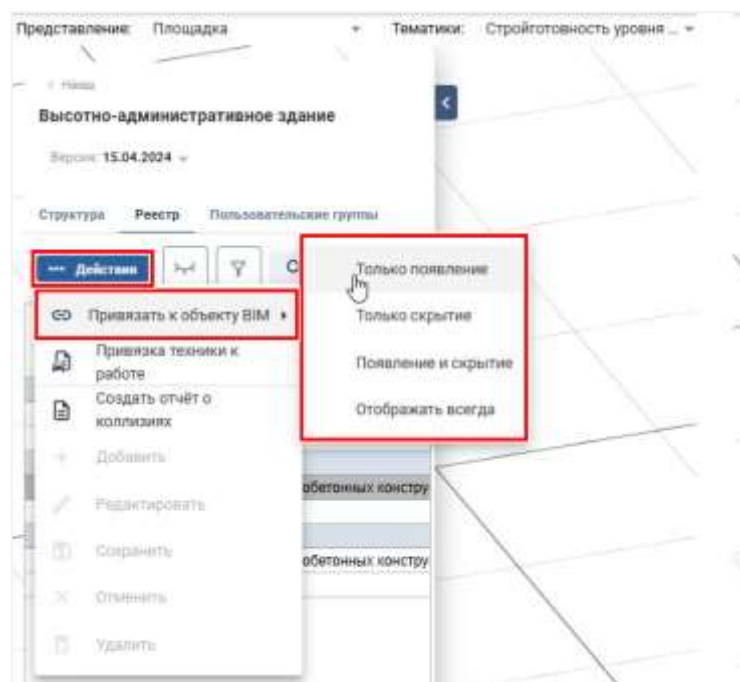 Представление: Площадка Тематики: Стройготовность уровня ...
Назад
Высотно-административное здание
Версия: 15.04.2024
Структура Реестр Пользовательские группы
Действия
Только появление
Привязать к объекту BIM
Только скрытие
Привязка техники к
работе
Появление и скрытие
Создать отчёт о
коллизиях
Отображать всегда
Добавить
обетонных констру
Редактировать
Сохранить
обетонных констру
Отменить
Удалить